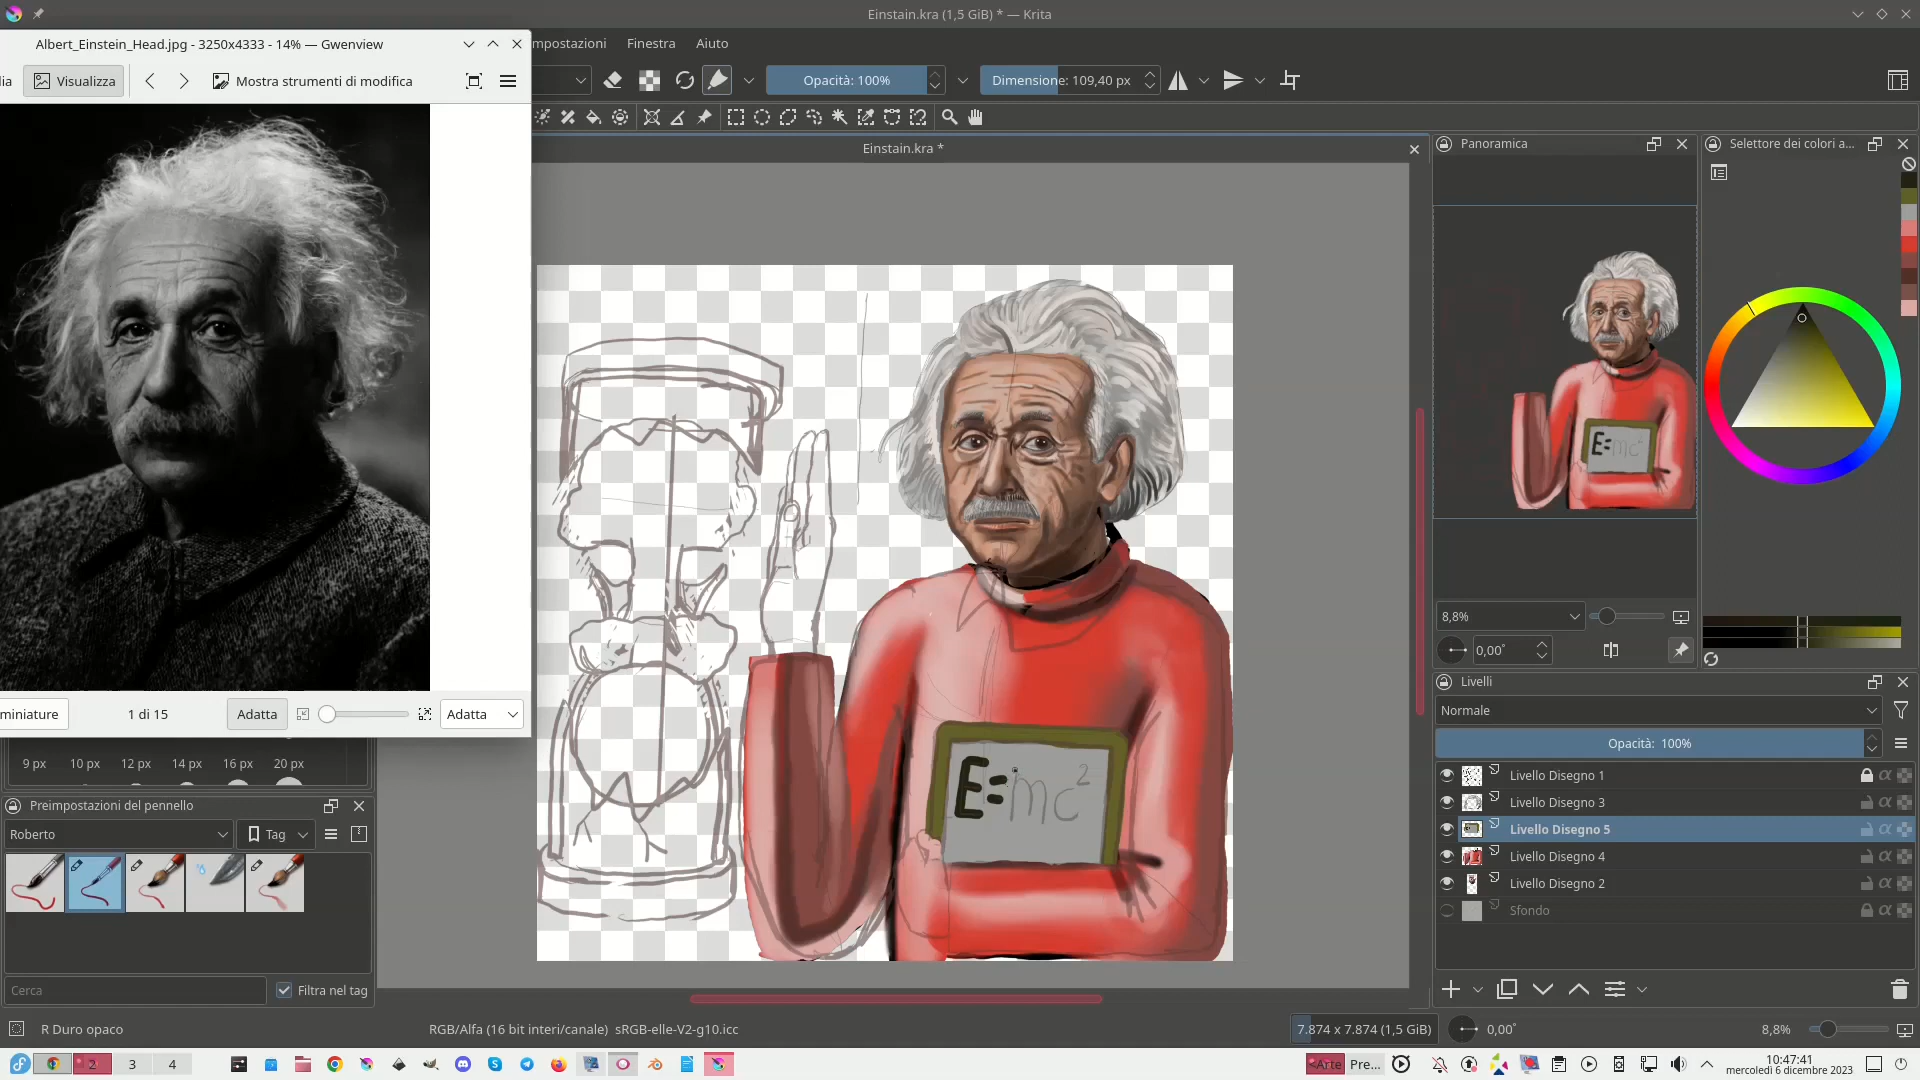 Einstain.kra (1,5 GiB) * — Krita
Albert_Einstein_Head.jpg - 3250x4333 - 14% — Gwenview
mpostazioni
Finestra
Aiuto
ia
Visualizza
Mostra strumenti di modifica
Opacità: 100%
Dimensione: 109,40 px
Einstain.kra *
Panoramica
Selettore dei colori a...
E=mc²
8,8%
0,00°
miniature
1 di 15
Adatta
Adatta
Livelli
Normale
Opacità: 100%
9 px
10 px
12 px
14 px
16 px
20 px
Livello Disegno 1
Preimpostazioni del pennello
Livello Disegno 3
Roberto
Tag
Livello Disegno 5
Livello Disegno 4
Livello Disegno 2
Sfondo
Cerca
Filtra nel tag
R Duro opaco
RGB/Alfa (16 bit interi/canale) sRGB-elle-V2-g10.icc
7.874 x 7.874 (1,5 GiB)
0,00°
8,8%
2
3
4
Arte
Pre...
10:47:41
mercoledì 6 dicembre 2023